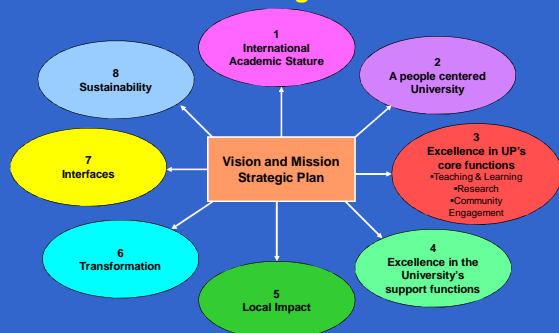 1
International
Academic Stature
2
A people centered
University
3
Excellence in UP's
core functions
•Teaching & Learning
•Research
•Community
Engagement
4
Excellence in the
University's
support functions
5
Local Impact
6
Transformation
7
Interfaces
8
Sustainability
Vision and Mission
Strategic Plan